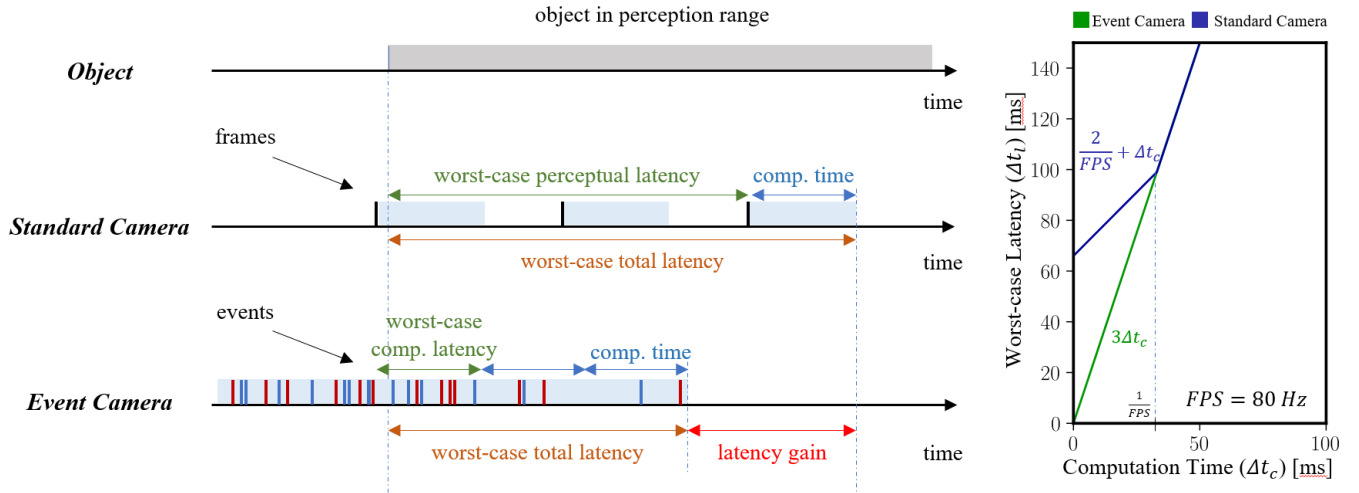 object in perception range
Object
time
frames
worst-case perceptual latency
comp. time
Standard Camera
worst-case total latency
time
events
worst-case
comp. latency
comp. time
Event Camera
worst-case total latency
latency gain
time
Event Camera
Standard Camera
Worst-case Latency (Δt_l) [ms]
140
120
100
80
60
40
20
0
2/FPS + Δt_c
3Δt_c
1/FPS
FPS = 80 Hz
0
50
100
Computation Time (Δt_c) [ms]